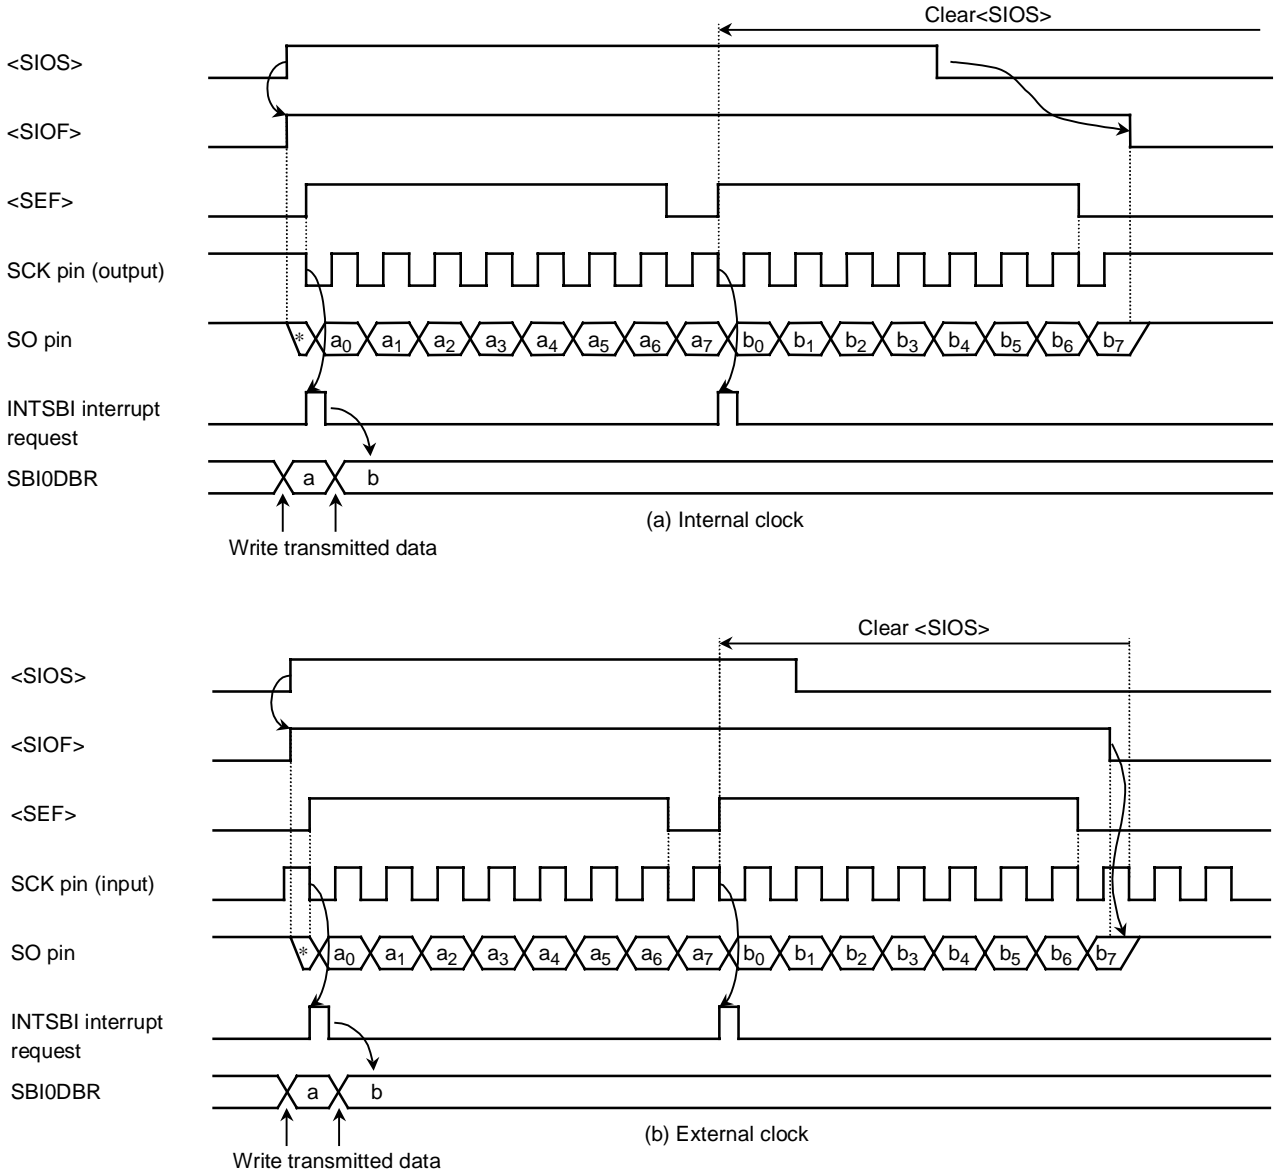 Clear<SIOS>
<SIOS>
<SIOF>
<SEF>
SCK pin (output)
SO pin
* a0 a1 a2 a3 a4 a5 a6 a7 b0 b1 b2 b3 b4 b5 b6 b7
INTSBI interrupt
request
SBI0DBR
a b
(a) Internal clock
Write transmitted data
Clear <SIOS>
<SIOS>
<SIOF>
<SEF>
SCK pin (input)
SO pin
* a0 a1 a2 a3 a4 a5 a6 a7 b0 b1 b2 b3 b4 b5 b6 b7
INTSBI interrupt
request
SBI0DBR
a b
(b) External clock
Write transmitted data